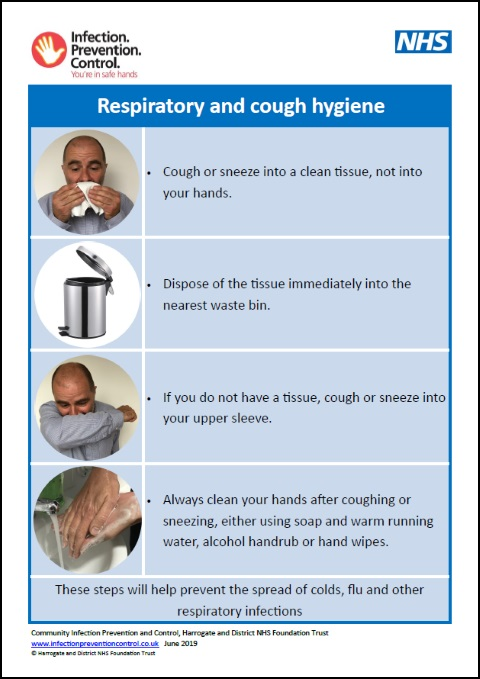 Infection.
Prevention.
Control.
You're in safe hands
NHS
Respiratory and cough hygiene
• Cough or sneeze into a clean tissue, not into
your hands.
• Dispose of the tissue immediately into the
nearest waste bin.
• If you do not have a tissue, cough or sneeze into
your upper sleeve.
• Always clean your hands after coughing or
sneezing, either using soap and warm running
water, alcohol handrub or hand wipes.
These steps will help prevent the spread of colds, flu and other
respiratory infections
Community Infection Prevention and Control, Harrogate and District NHS Foundation Trust
www.infectionpreventioncontrol.co.uk June 2019
© Harrogate and District NHS Foundation Trust